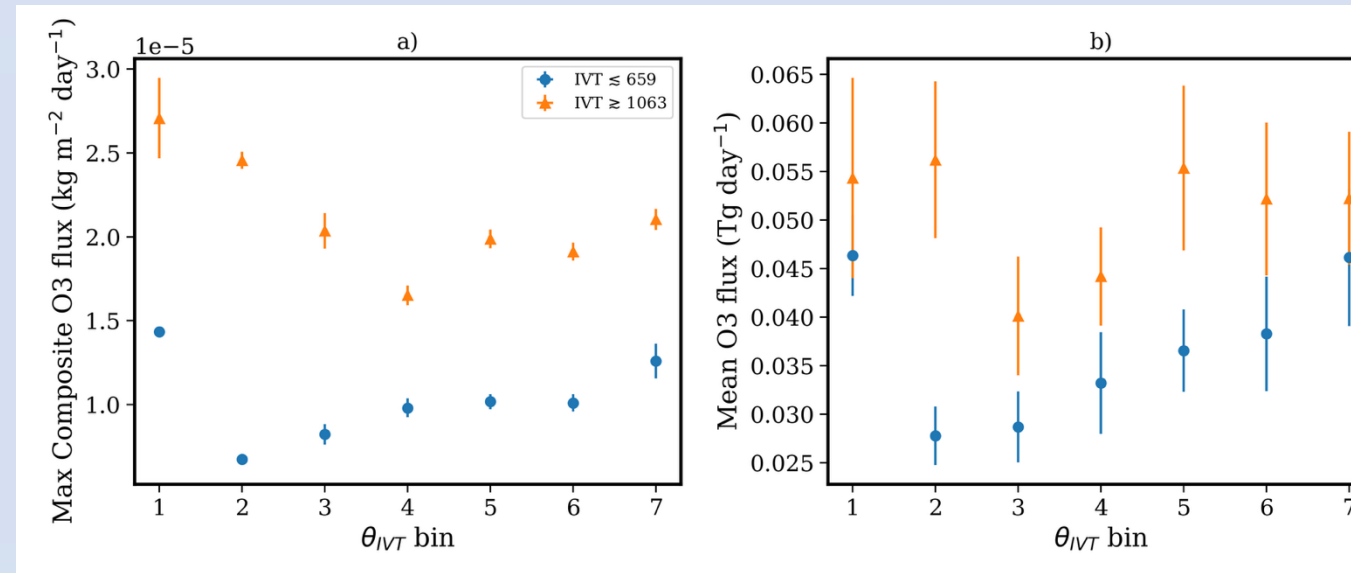 a)
1e−5
Max Composite O3 flux (kg m⁻² day⁻¹)
3.0
2.5
2.0
1.5
1.0
IVT ≲ 659
IVT ≳ 1063
1 2 3 4 5 6 7
θ_IVT bin
b)
Mean O3 flux (Tg day⁻¹)
0.065
0.060
0.055
0.050
0.045
0.040
0.035
0.030
0.025
1 2 3 4 5 6 7
θ_IVT bin